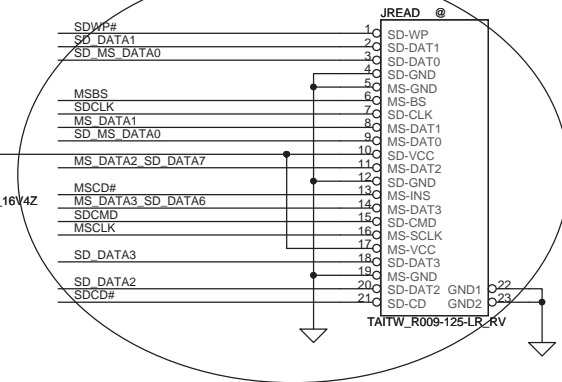 JREAD @
SDWP# 1 SD-WP
SD_DATA1 2 SD-DAT1
SD_MS_DATA0 3 SD-DAT0
4 SD-GND
5 MS-GND
MSBS 6 MS-BS
SDCLK 7 SD-CLK
MS_DATA1 8 MS-DAT1
SD_MS_DATA0 9 MS-DAT0
10 SD-VCC
MS_DATA2_SD_DATA7 11 MS-DAT2
12 SD-GND
MSCD# 13 MS-INS
_16V4Z
MS_DATA3_SD_DATA6 14 MS-DAT3
SDCMD 15 SD-CMD
MSCLK 16 MS-SCLK
17 MS-VCC
SD_DATA3 18 SD-DAT3
19 MS-GND
SD_DATA2 20 SD-DAT2 GND1 22
SDCD# 21 SD-CD GND2 23
TAITW_R009-125-LR_RV